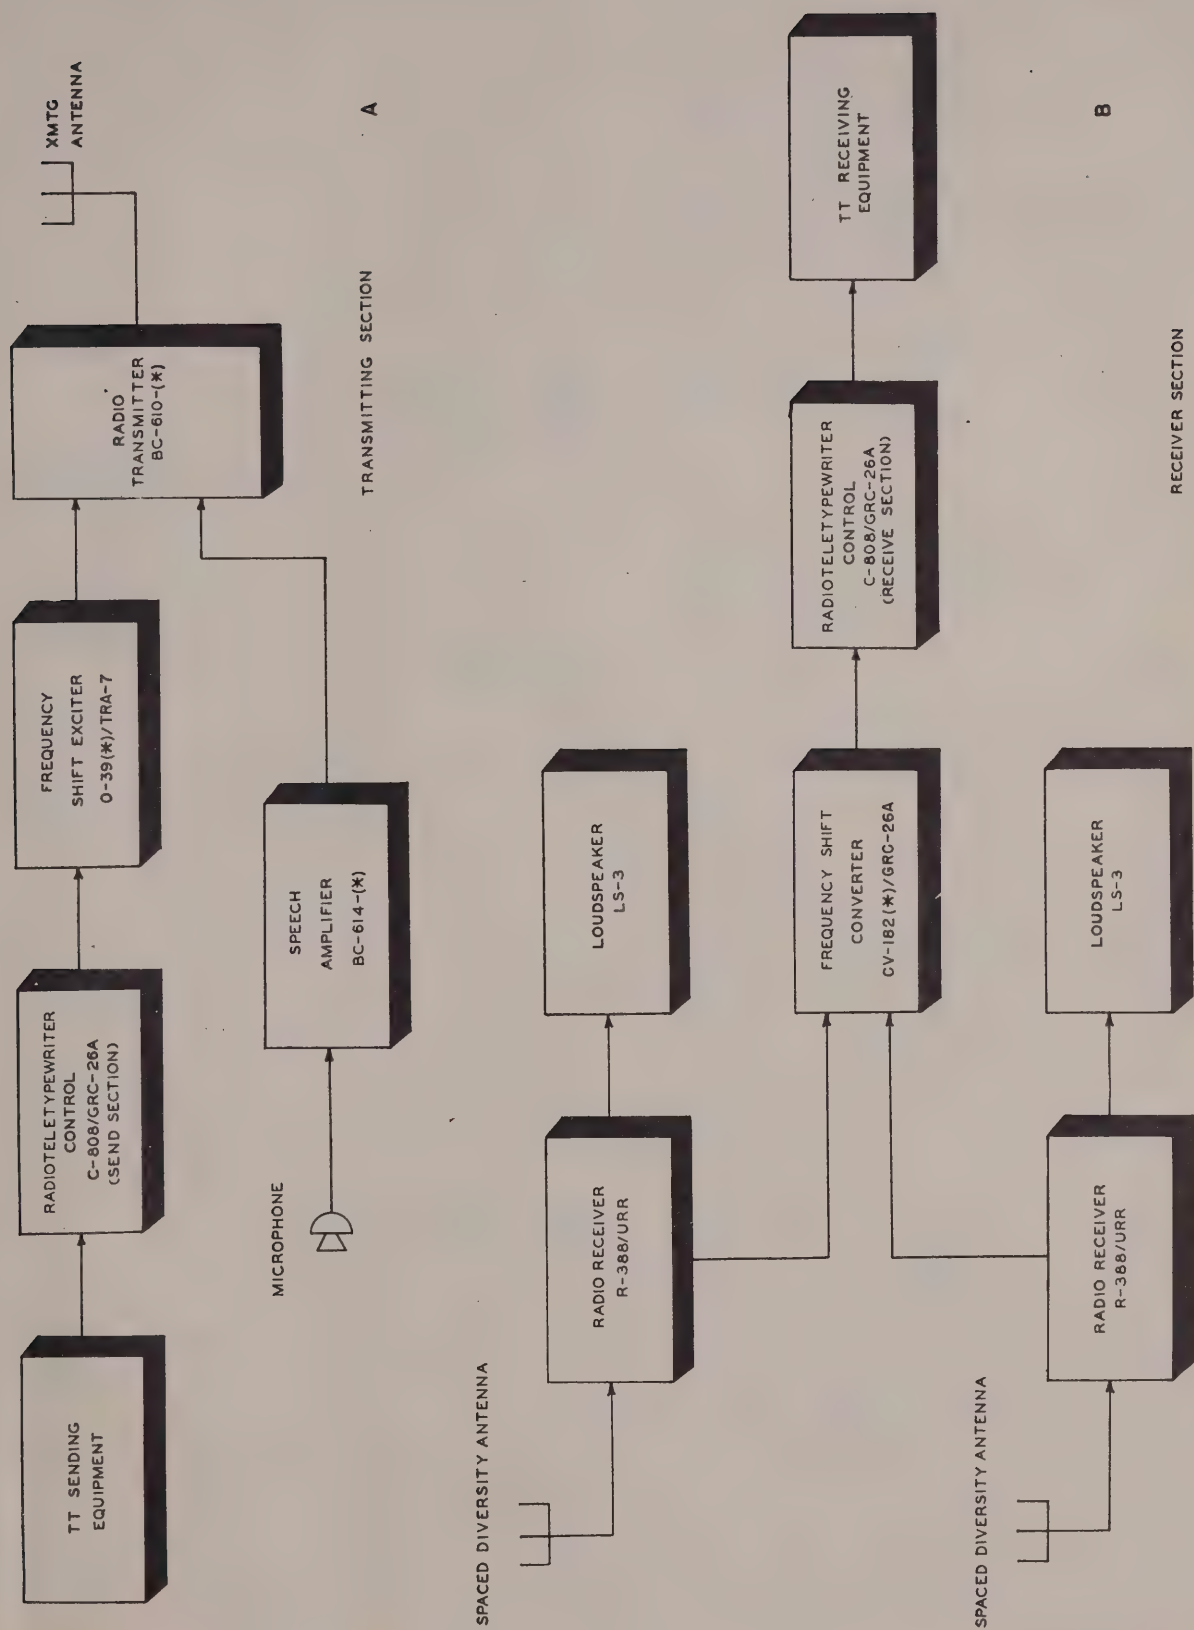 TT SENDING
EQUIPMENT
RADIOTELETYPEWRITER
CONTROL
C-808/GRC-26A
(SEND SECTION)
FREQUENCY
SHIFT EXCITER
O-39(*)/TRA-7
RADIO
TRANSMITTER
BC-610-(*)
XMTG
ANTENNA
MICROPHONE
SPEECH
AMPLIFIER
BC-614-(*)
TRANSMITTING SECTION
A
SPACED DIVERSITY ANTENNA
RADIO RECEIVER
R-388/URR
LOUDSPEAKER
LS-3
FREQUENCY SHIFT
CONVERTER
CV-182(*)/GRC-26A
RADIOTELETYPEWRITER
CONTROL
C-808/GRC-26A
(RECEIVE SECTION)
TT RECEIVING
EQUIPMENT
SPACED DIVERSITY ANTENNA
RADIO RECEIVER
R-388/URR
LOUDSPEAKER
LS-3
B
RECEIVER SECTION